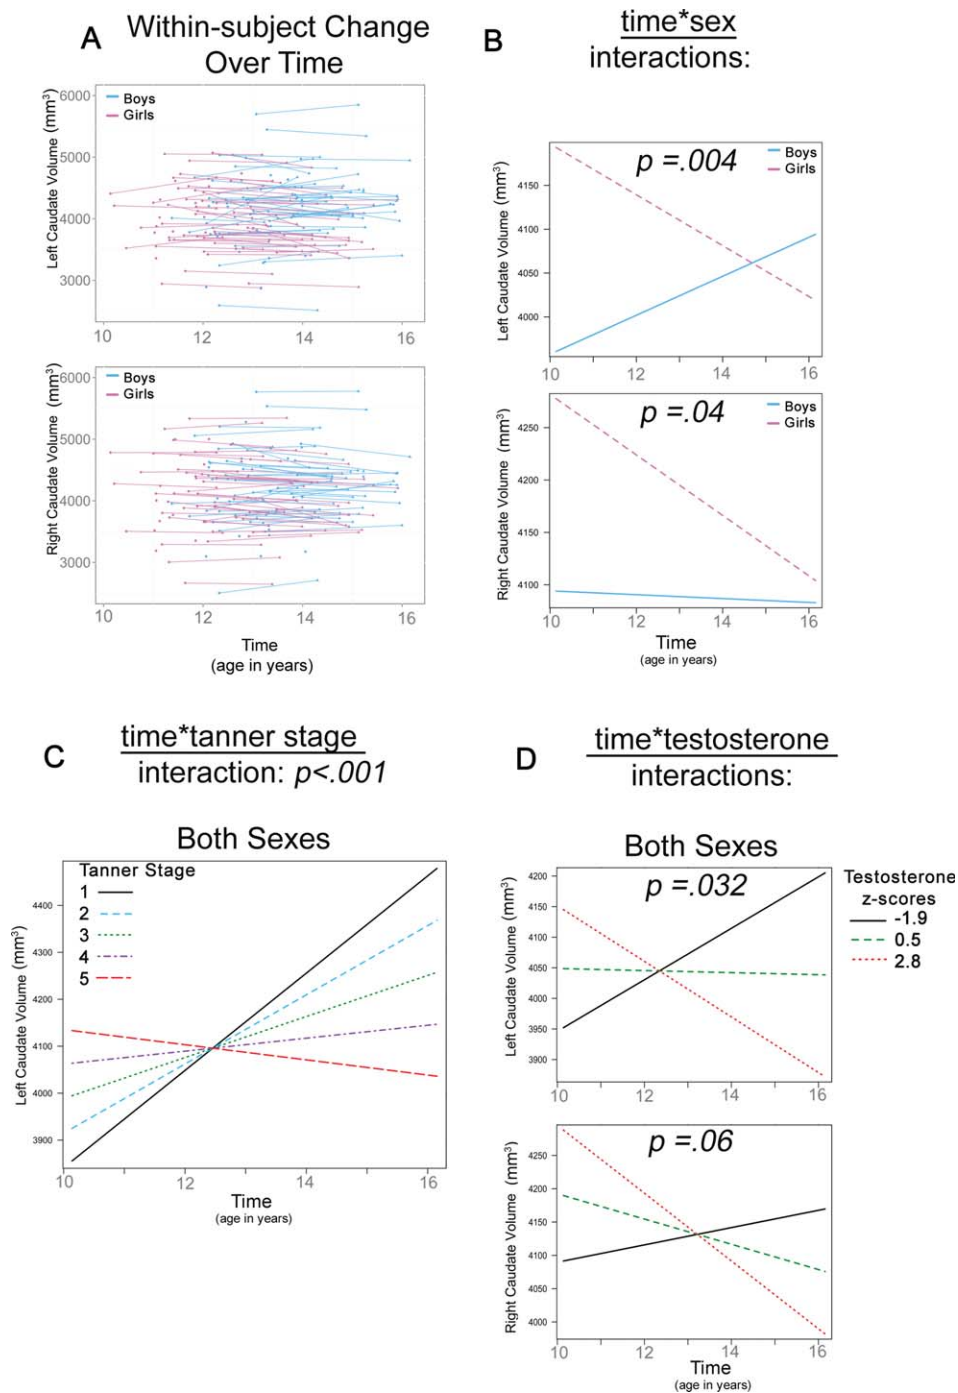 A
Within-subject Change
Over Time
Left Caudate Volume (mm³)
6000
5000
4000
3000
Boys
Girls
10 12 14 16
Right Caudate Volume (mm³)
6000
5000
4000
3000
Boys
Girls
10 12 14 16
Time
(age in years)
B
time*sex
interactions:
Left Caudate Volume (mm³)
4150
4100
4050
4000
p =.004
Boys
Girls
10 12 14 16
Right Caudate Volume (mm³)
4250
4200
4150
4100
p =.04
Boys
Girls
10 12 14 16
Time
(age in years)
C
time*tanner stage
interaction: p<.001
Both Sexes
Left Caudate Volume (mm³)
4400
4300
4200
4100
4000
3900
Tanner Stage
1
2
3
4
5
10 12 14 16
Time
(age in years)
D
time*testosterone
interactions:
Both Sexes
Left Caudate Volume (mm³)
4200
4150
4100
4050
4000
3950
3900
p =.032
Testosterone
z-scores
-1.9
0.5
2.8
10 12 14 16
Right Caudate Volume (mm³)
4250
4200
4150
4100
4050
4000
p =.06
10 12 14 16
Time
(age in years)